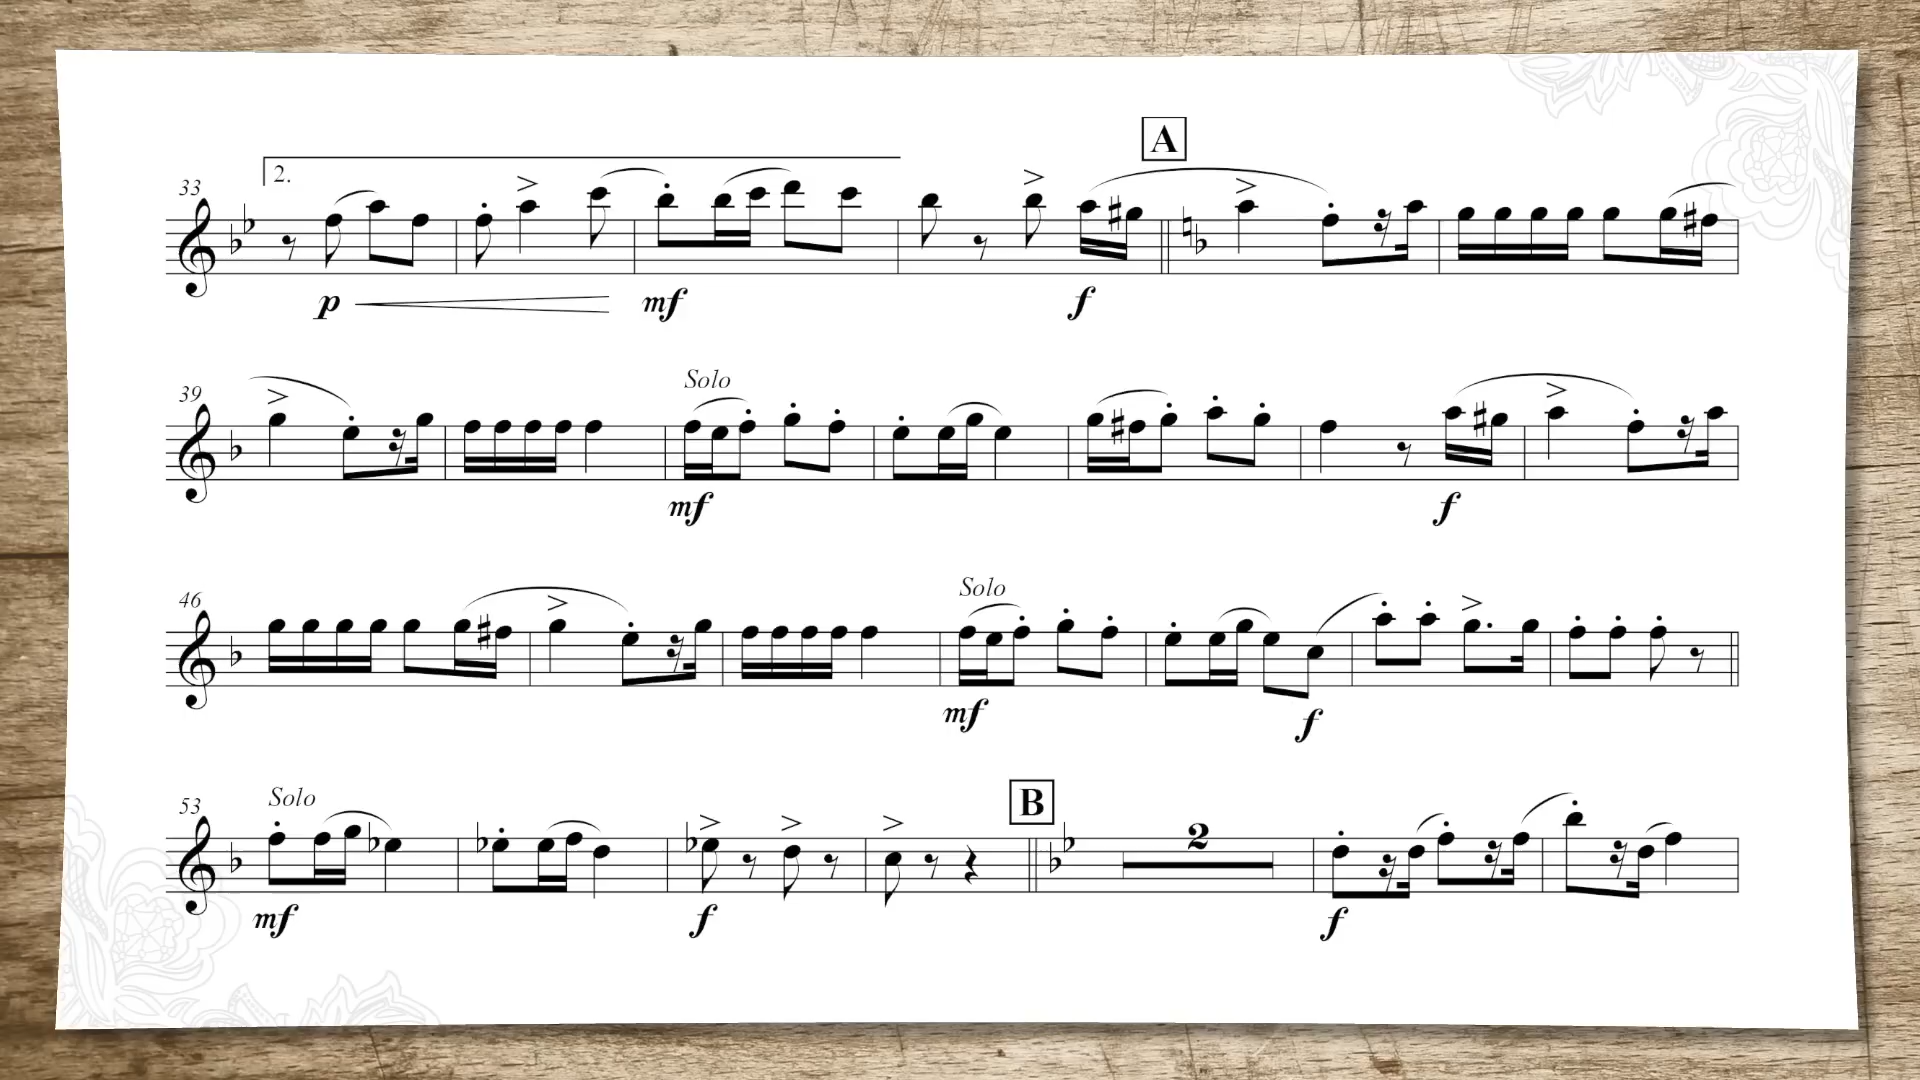 A
33 2.
p mf f
39 Solo
mf f
46 Solo
mf f
B
53 Solo 2
mf f f